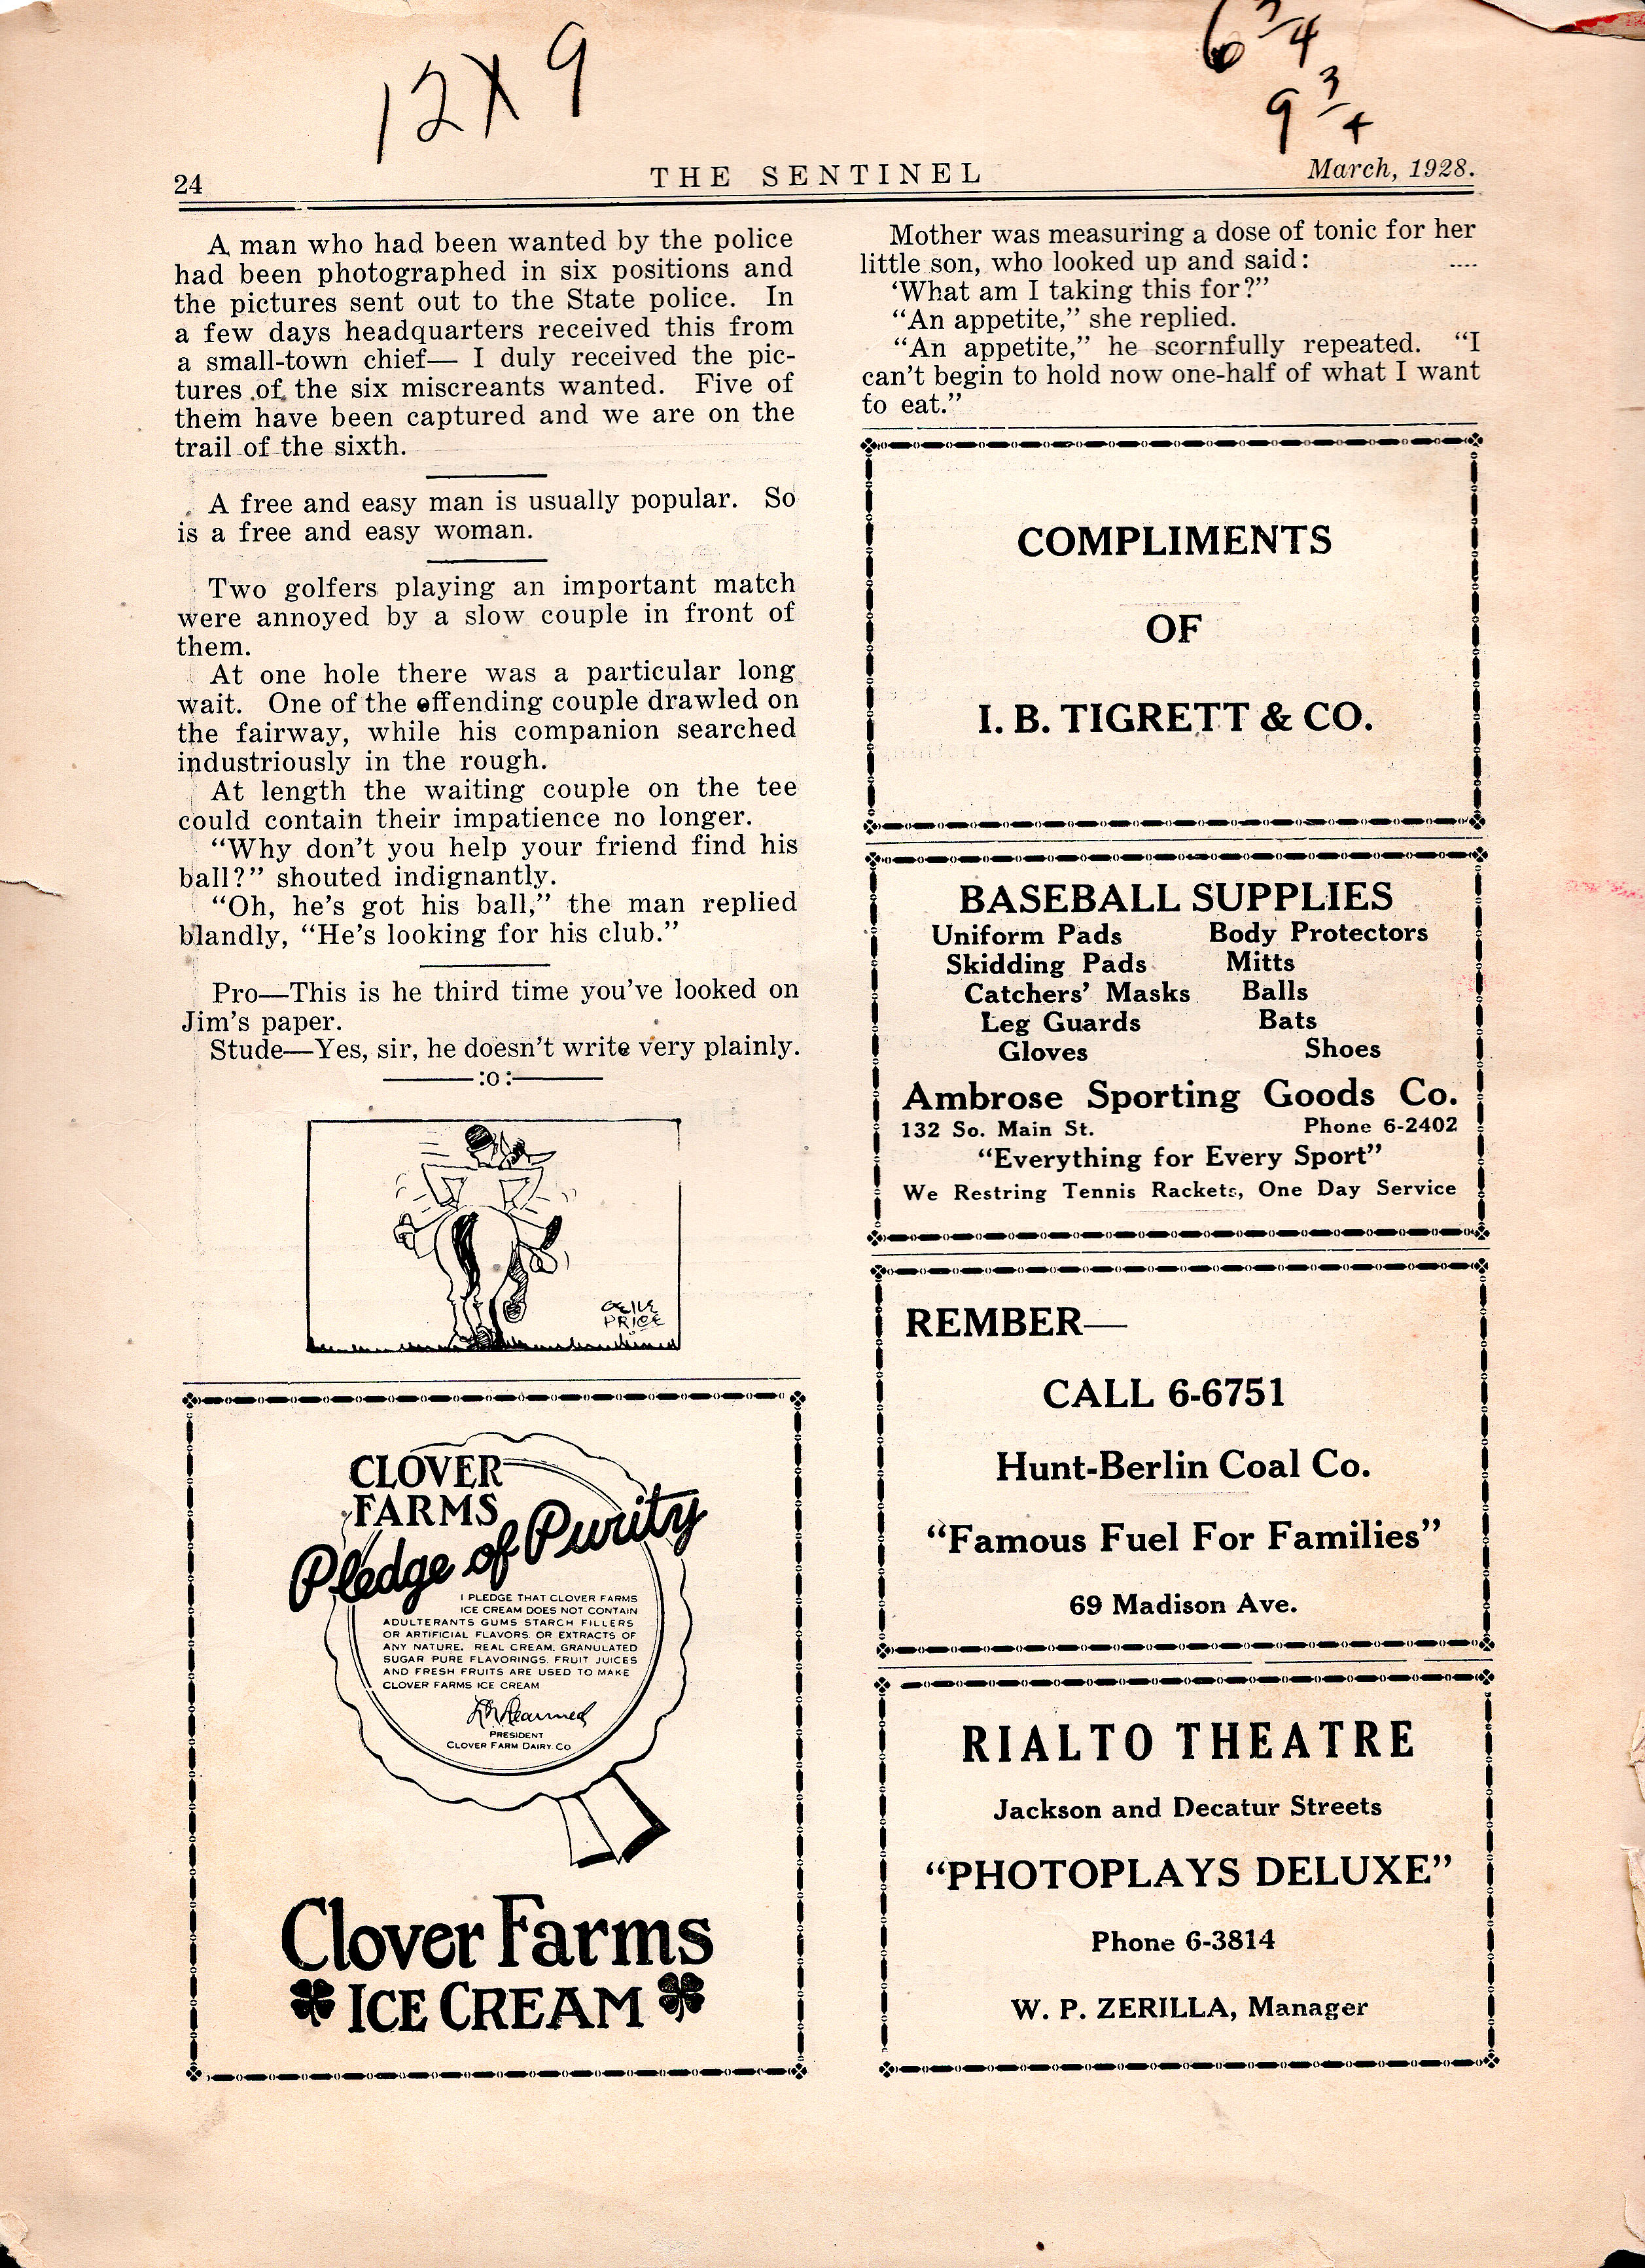 12 X 9
6 3/4
9 3/4
24
THE SENTINEL
March, 1928.
A man who had been wanted by the police
had been photographed in six positions and
the pictures sent out to the State police. In
a few days headquarters received this from
a small-town chief— I duly received the pic-
tures of the six miscreants wanted. Five of
them have been captured and we are on the
trail of the sixth.
A free and easy man is usually popular. So
is a free and easy woman.
Two golfers playing an important match
were annoyed by a slow couple in front of
them.
At one hole there was a particular long
wait. One of the offending couple drawled on
the fairway, while his companion searched
industriously in the rough.
At length the waiting couple on the tee
could contain their impatience no longer.
“Why don't you help your friend find his
ball?” shouted indignantly.
“Oh, he's got his ball,” the man replied
blandly, “He's looking for his club.”
Pro—This is he third time you've looked on
Jim's paper.
Stude—Yes, sir, he doesn't write very plainly.
:o:
GENE
PRICE
CLOVER
FARMS
Pledge of Purity
I PLEDGE THAT CLOVER FARMS
ICE CREAM DOES NOT CONTAIN
ADULTERANTS GUMS STARCH FILLERS
OR ARTIFICIAL FLAVORS. OR EXTRACTS OF
ANY NATURE. REAL CREAM. GRANULATED
SUGAR PURE FLAVORINGS. FRUIT JUICES
AND FRESH FRUITS ARE USED TO MAKE
CLOVER FARMS ICE CREAM
PRESIDENT
CLOVER FARM DAIRY. CO
Clover Farms
ICE CREAM
Mother was measuring a dose of tonic for her
little son, who looked up and said:
‘What am I taking this for?”
“An appetite,” she replied.
“An appetite,” he scornfully repeated. “I
can't begin to hold now one-half of what I want
to eat.”
COMPLIMENTS
OF
I. B. TIGRETT & CO.
BASEBALL SUPPLIES
Uniform Pads Body Protectors
Skidding Pads Mitts
Catchers' Masks Balls
Leg Guards Bats
Gloves Shoes
Ambrose Sporting Goods Co.
132 So. Main St. Phone 6-2402
“Everything for Every Sport”
We Restring Tennis Rackets, One Day Service
REMBER—
CALL 6-6751
Hunt-Berlin Coal Co.
“Famous Fuel For Families”
69 Madison Ave.
RIALTO THEATRE
Jackson and Decatur Streets
“PHOTOPLAYS DELUXE”
Phone 6-3814
W. P. ZERILLA, Manager